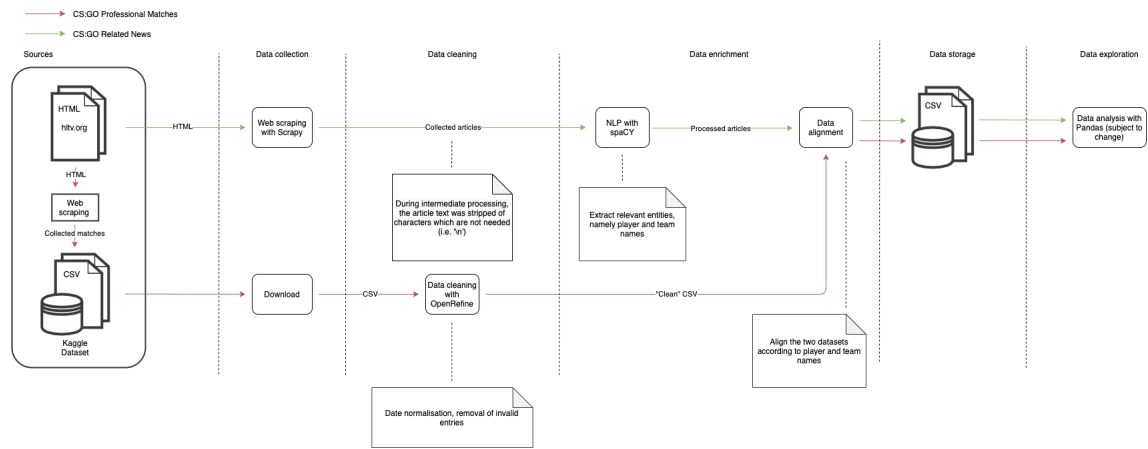 CS:GO Professional Matches
CS:GO Related News
Sources
Data collection
Data cleaning
Data enrichment
Data storage
Data exploration
HTML
hltv.org
HTML
Web scraping
with Scrapy
Collected articles
NLP with
spaCY
Processed articles
Data
alignment
CSV
Data analysis with
Pandas (subject to
change)
HTML
Web
scraping
Collected matches
During intermediate processing,
the article text was stripped of
characters which are not needed
(i.e. '\n')
Extract relevant entities,
namely player and team
names
CSV
Kaggle
Dataset
Download
CSV
Data cleaning
with
OpenRefine
"Clean" CSV
Align the two datasets
according to player and team
names
Date normalisation, removal of invalid
entries